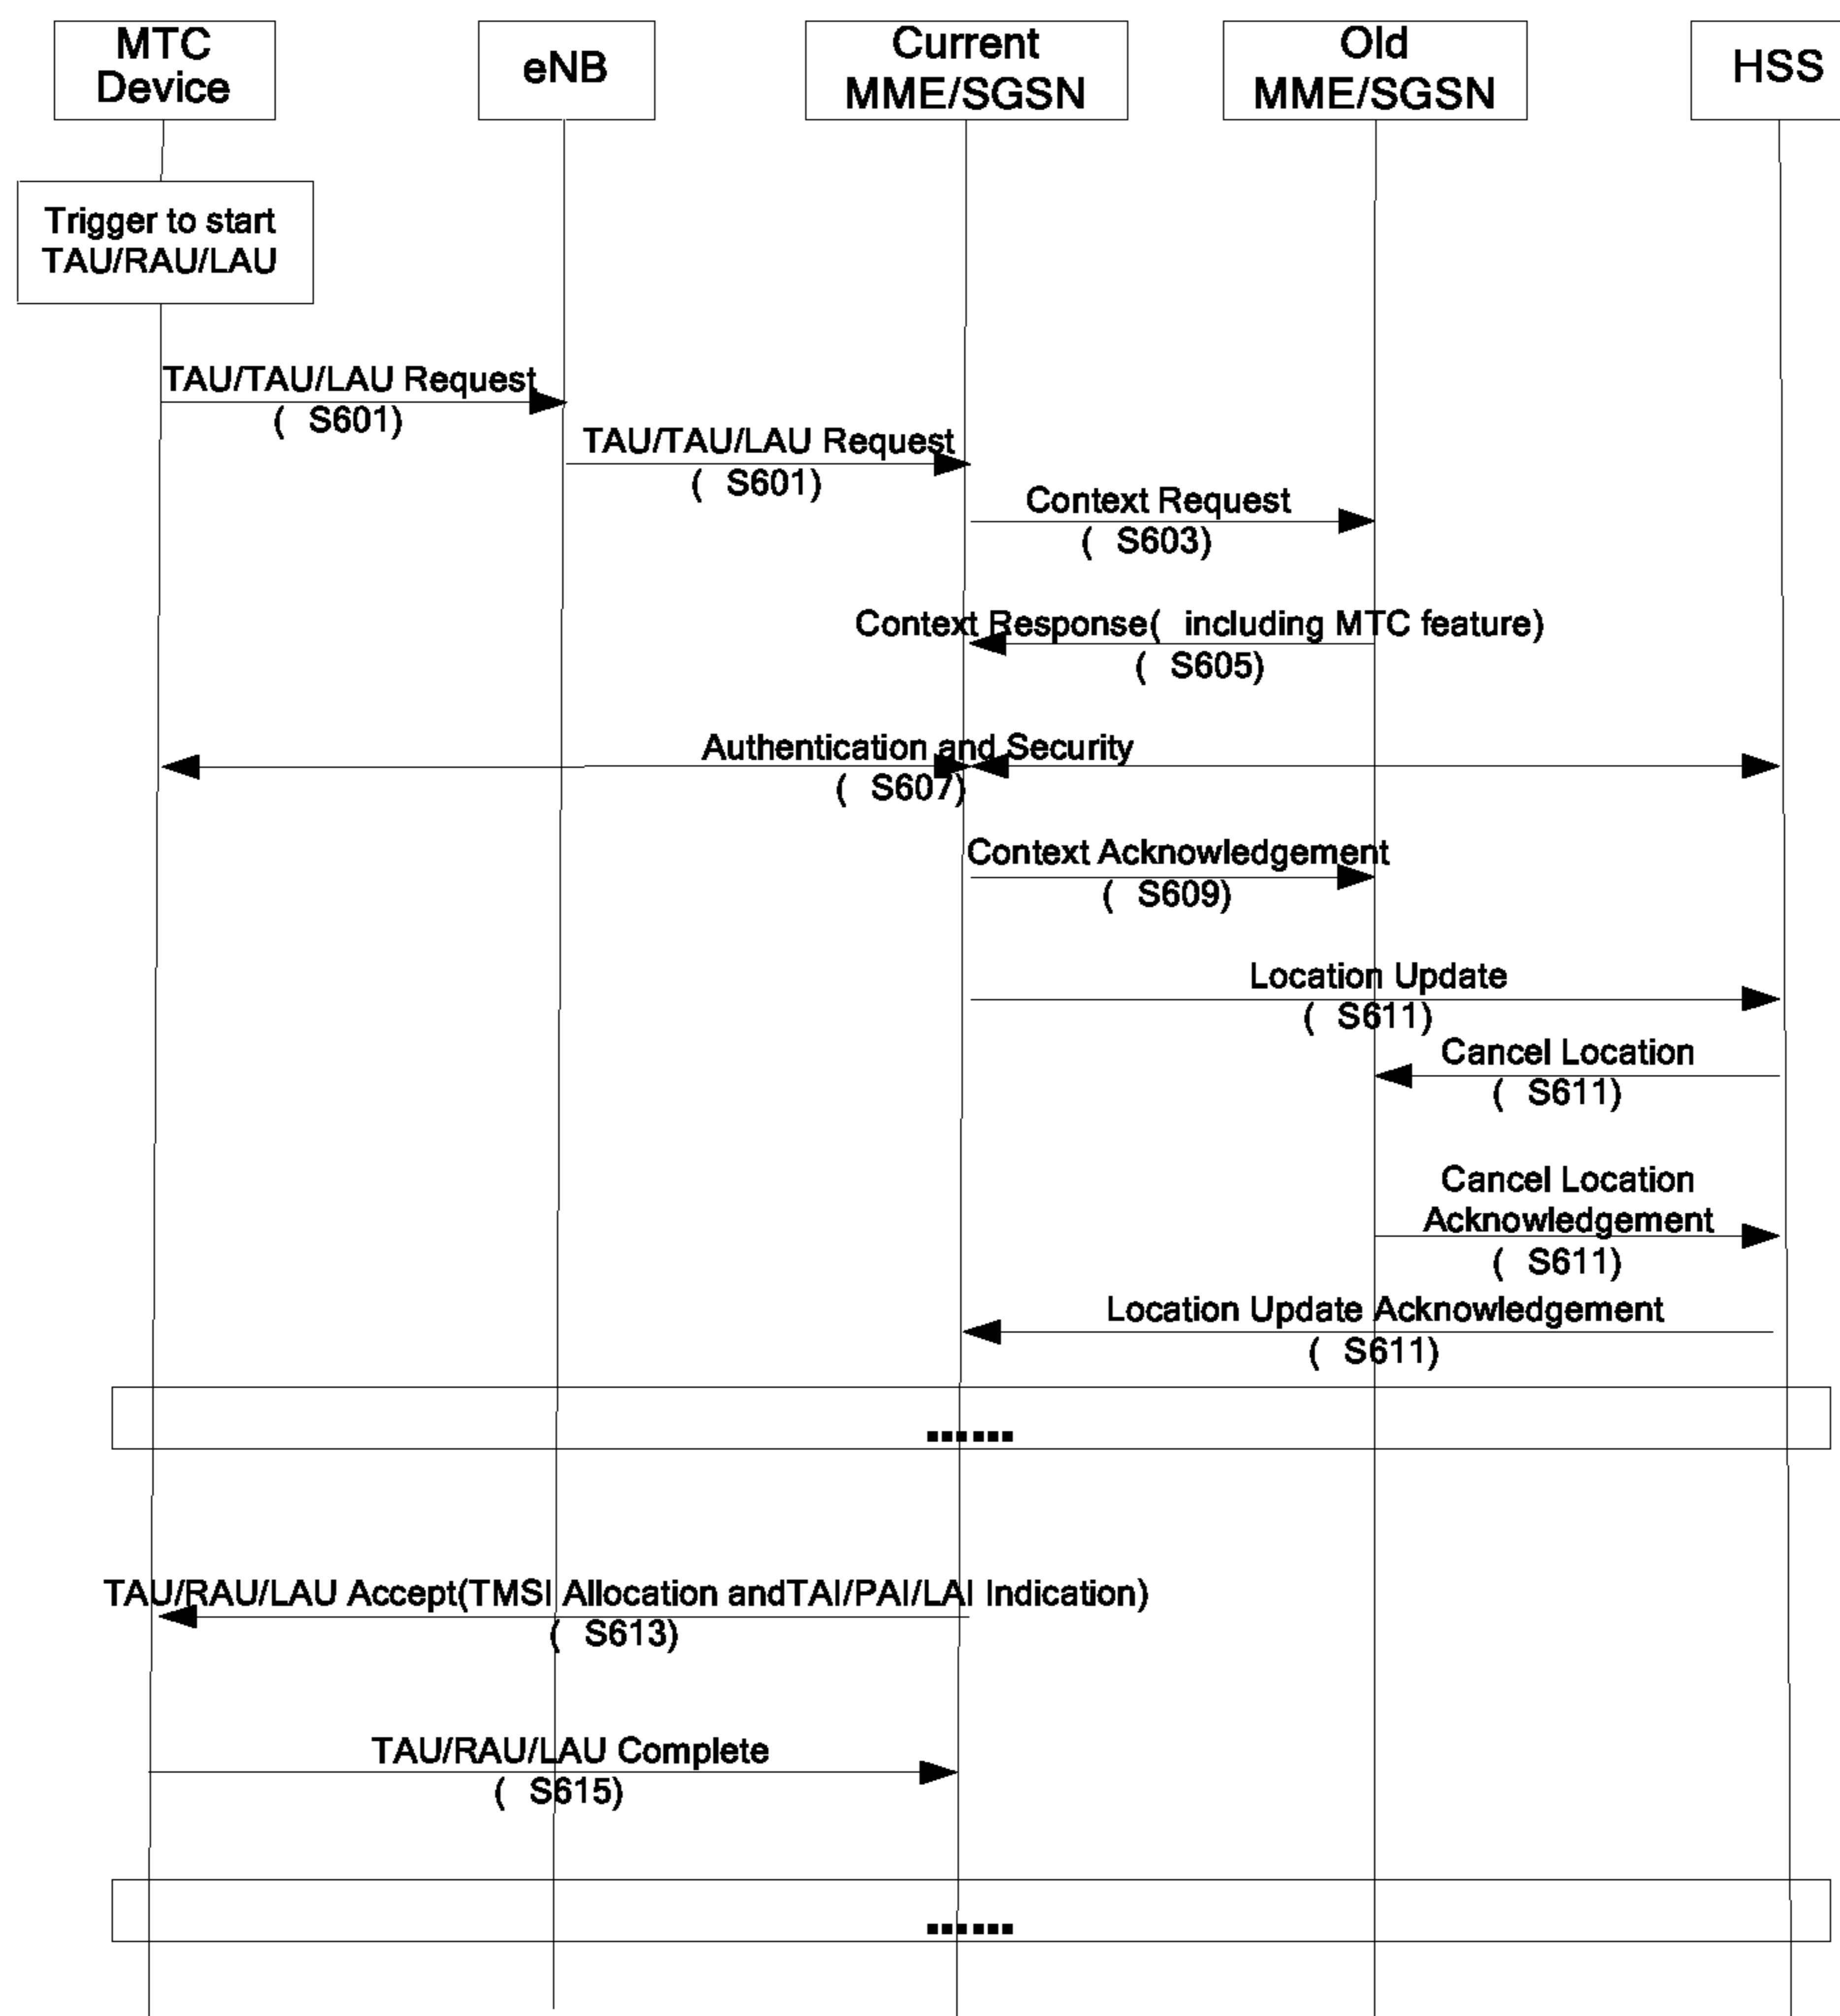 MTC
Device
eNB
Current
MME/SGSN
Old
MME/SGSN
HSS
Trigger to start
TAU/RAU/LAU
TAU/TAU/LAU Request
( S601)
TAU/TAU/LAU Request
( S601)
Context Request
( S603)
Context Response( including MTC feature)
( S605)
Authentication and Security
( S607)
Context Acknowledgement
( S609)
Location Update
( S611)
Cancel Location
( S611)
Cancel Location
Acknowledgement
( S611)
Location Update Acknowledgement
( S611)
......
TAU/RAU/LAU Accept(TMSI Allocation andTAI/PAI/LAI Indication)
( S613)
TAU/RAU/LAU Complete
( S615)
......